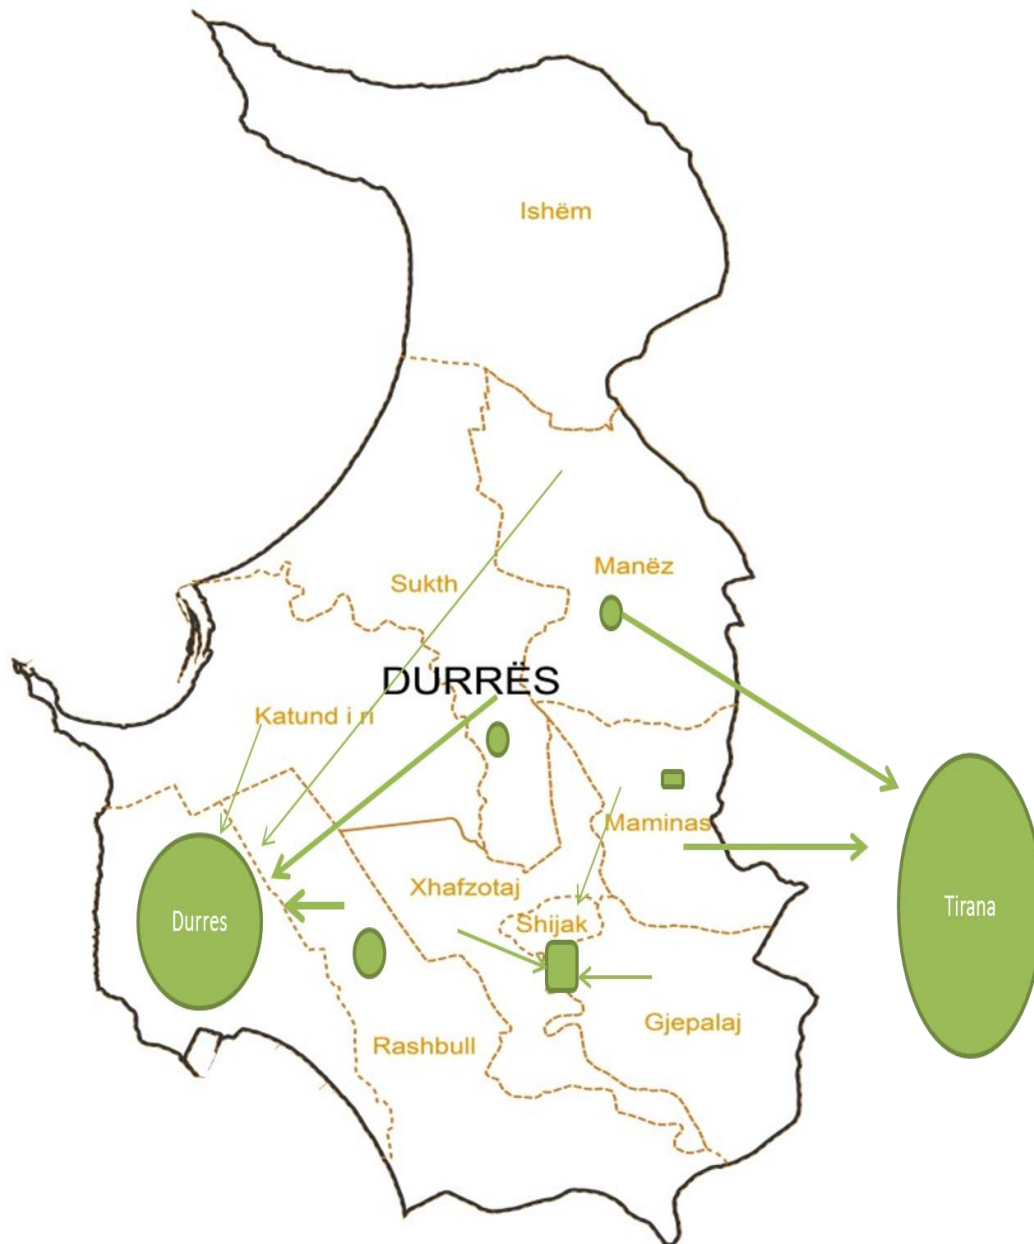 Ishëm
Manëz
Sukth
DURRËS
Katund i ri
Maminas
Xhafzotaj
Durres
Shijak
Tirana
Gjepalaj
Rashbull